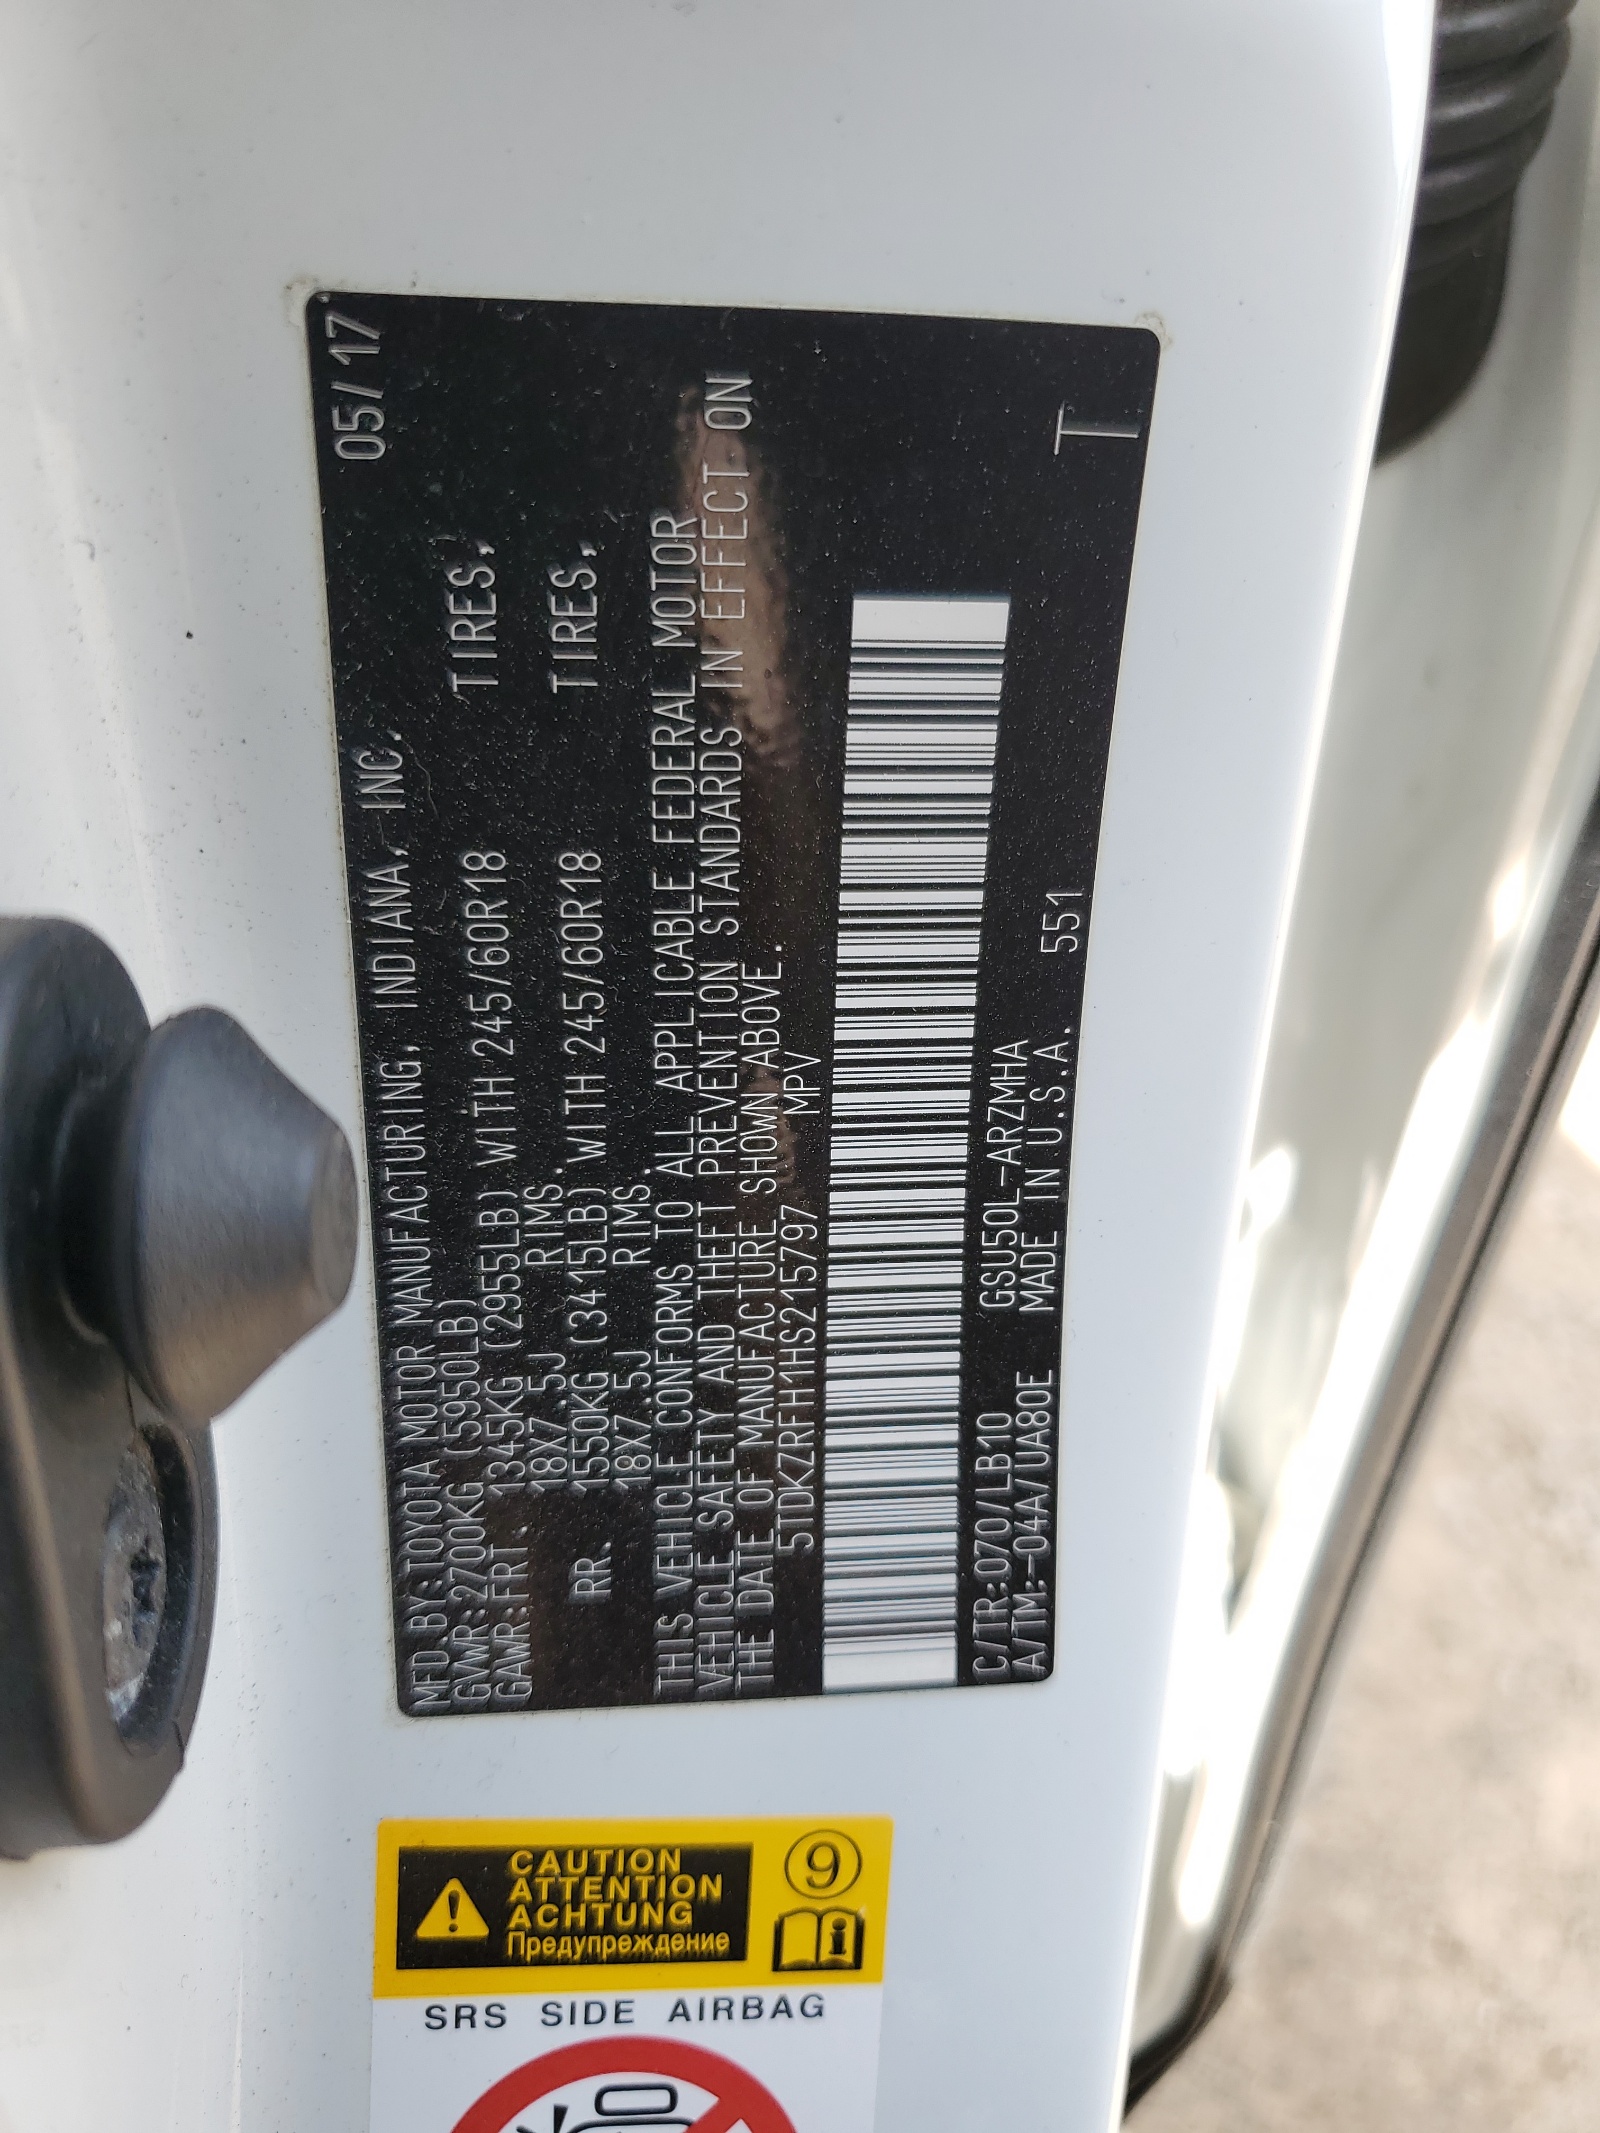 05/17
MFD.BY:TOYOTA MOTOR MANUFACTURING, INDIANA, INC.
GVWR:2700KG(5950LB)
GAWR:FRT. 1345KG(2955LB) WITH 245/60R18 TIRES,
18X7.5J RIMS.
RR. 1550KG(3415LB) WITH 245/60R18 TIRES,
18X7.5J RIMS.
THIS VEHICLE CONFORMS TO ALL APPLICABLE FEDERAL MOTOR
VEHICLE SAFETY AND THEFT PREVENTION STANDARDS IN EFFECT ON
THE DATE OF MANUFACTURE SHOWN ABOVE.
5TDKZRFH1HS215797 MPV
C/TR:070/LB10 GSU50L-ARZMHA
A/TM:-04A/UA80E MADE IN U.S.A. 551
T
CAUTION
ATTENTION
ACHTUNG
Предупреждение
9
SRS SIDE AIRBAG